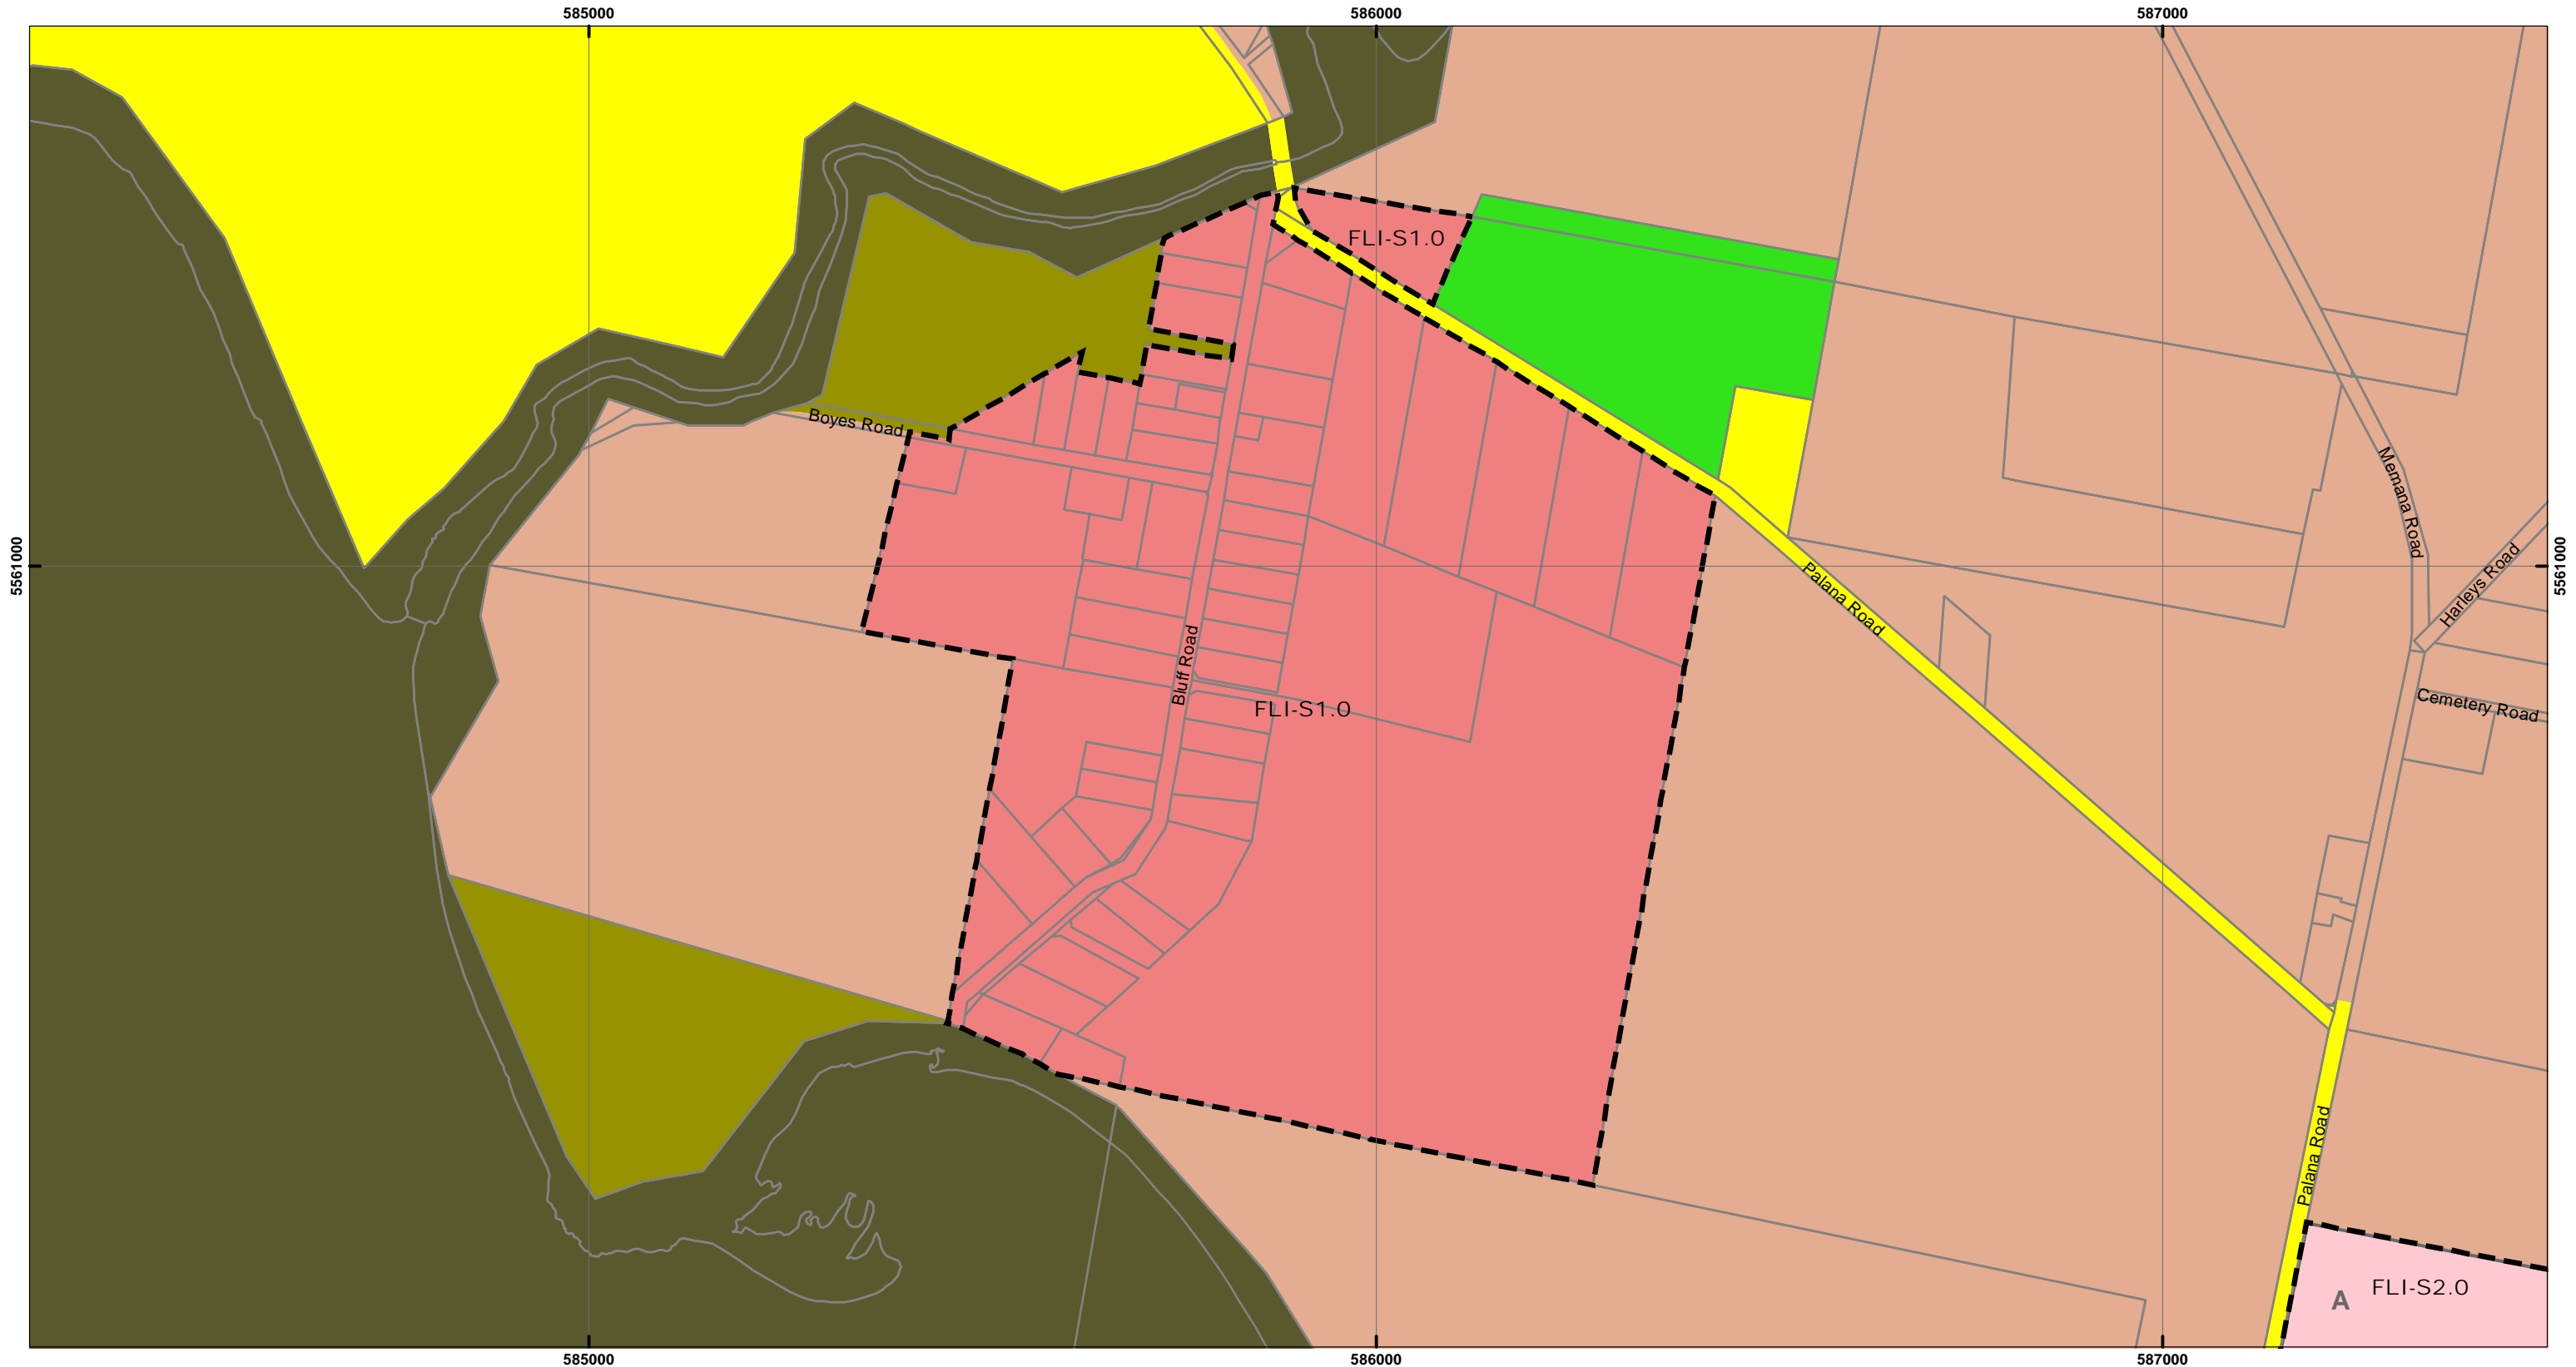 585000 586000 587000
FLI-S1.0
Boyes Road
Memana Road
5561000
5561000
Palana Road
Harleys Road
Bluff Road
FLI-S1.0
Cemetery Road
Palana Road
A
FLI-S2.0
585000 586000 587000